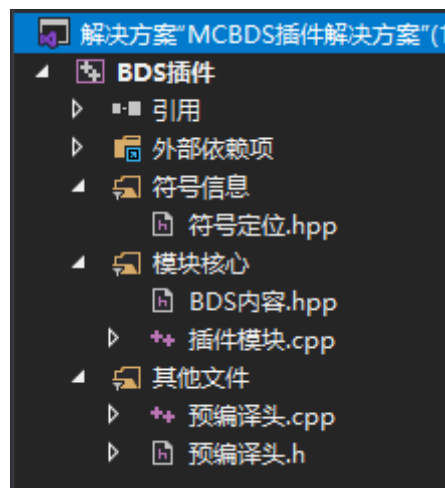 解决方案"MCBDS插件解决方案"(1
BDS插件
引用
外部依赖项
符号信息
符号定位.hpp
模块核心
BDS内容.hpp
插件模块.cpp
其他文件
预编译头.cpp
预编译头.h